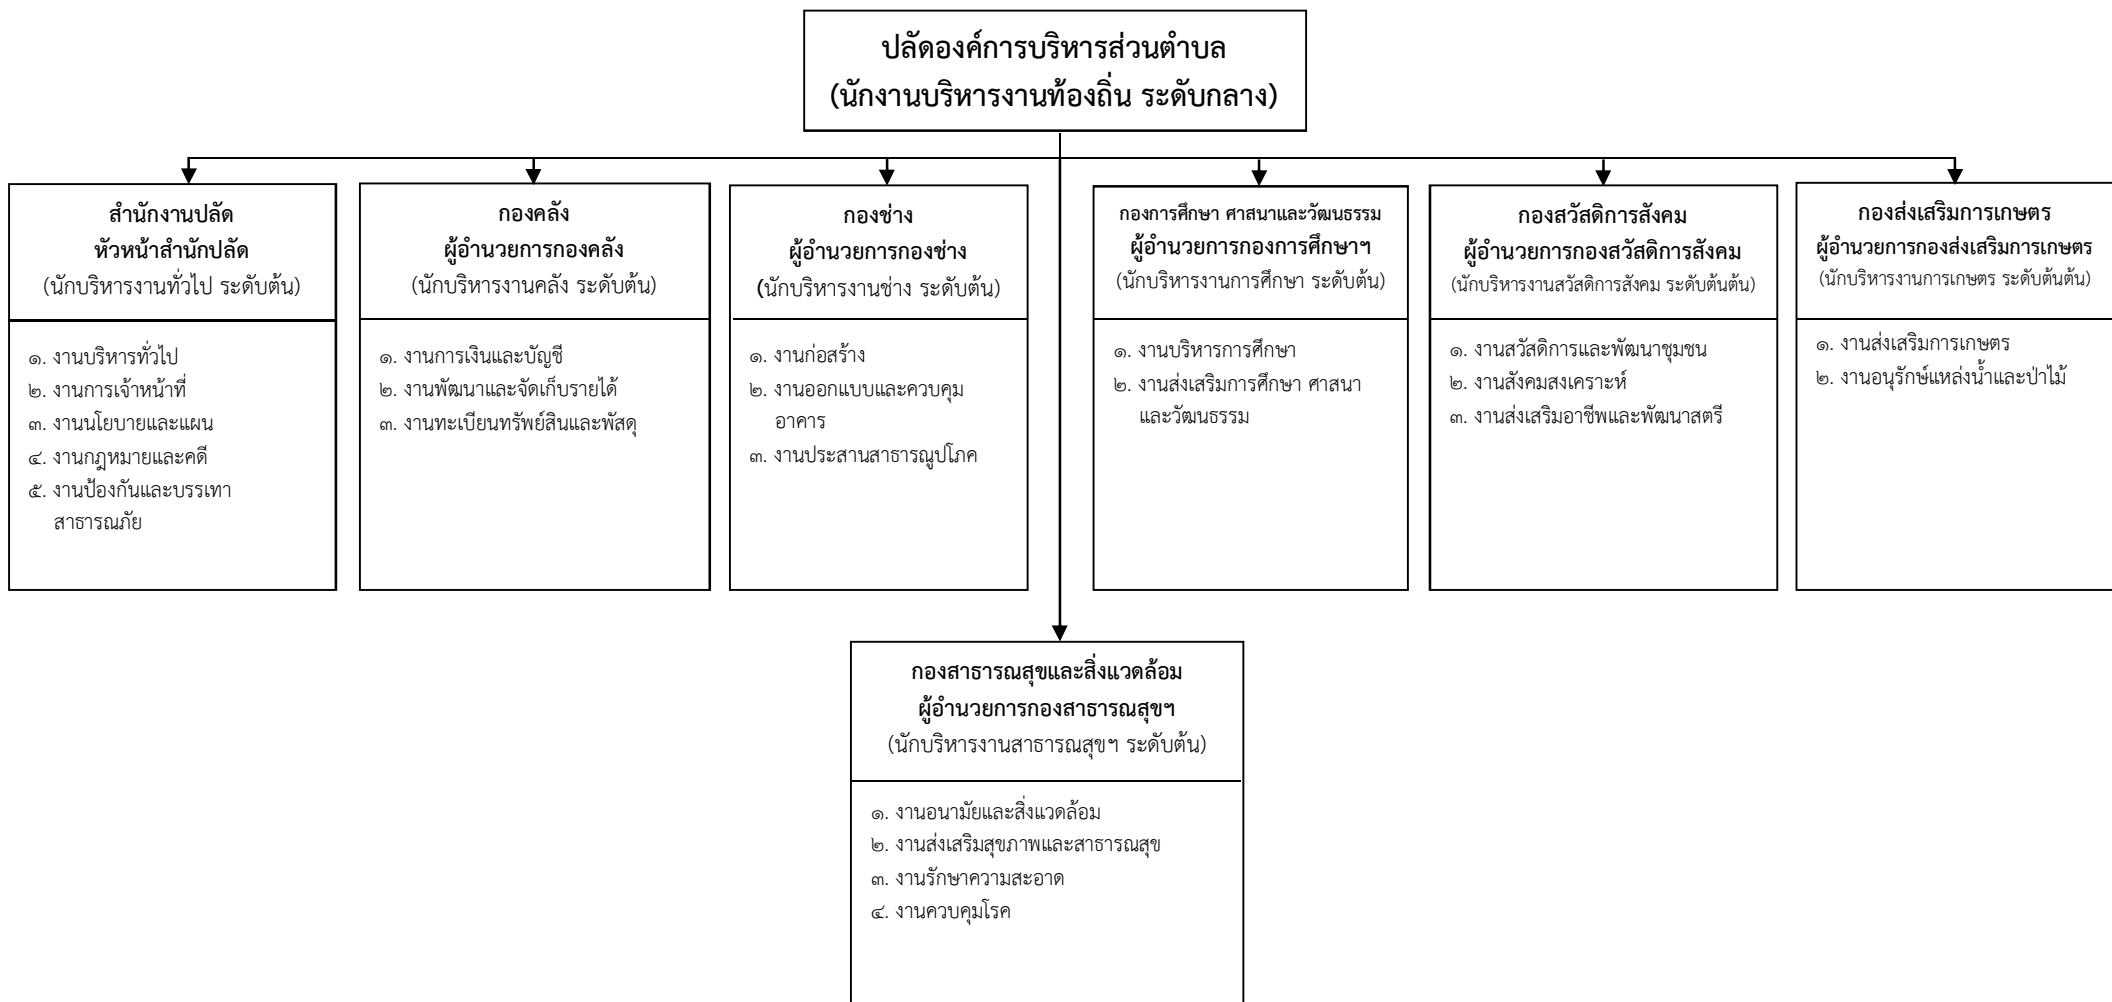 ปลัดองค์การบริหารส่วนตำบล
(นักงานบริหารงานท้องถิ่น ระดับกลาง)
สำนักงานปลัด
หัวหน้าสำนักปลัด
(นักบริหารงานทั่วไป ระดับต้น)
๑. งานบริหารทั่วไป
๒. งานการเจ้าหน้าที่
๓. งานนโยบายและแผน
๔. งานกฎหมายและคดี
๕. งานป้องกันและบรรเทา
สาธารณภัย
กองคลัง
ผู้อำนวยการกองคลัง
(นักบริหารงานคลัง ระดับต้น)
๑. งานการเงินและบัญชี
๒. งานพัฒนาและจัดเก็บรายได้
๓. งานทะเบียนทรัพย์สินและพัสดุ
กองช่าง
ผู้อำนวยการกองช่าง
(นักบริหารงานช่าง ระดับต้น)
๑. งานก่อสร้าง
๒. งานออกแบบและควบคุม
อาคาร
๓. งานประสานสาธารณูปโภค
กองการศึกษา ศาสนาและวัฒนธรรม
ผู้อำนวยการกองการศึกษาฯ
(นักบริหารงานการศึกษา ระดับต้น)
๑. งานบริหารการศึกษา
๒. งานส่งเสริมการศึกษา ศาสนา
และวัฒนธรรม
กองสวัสดิการสังคม
ผู้อำนวยการกองสวัสดิการสังคม
(นักบริหารงานสวัสดิการสังคม ระดับต้นต้น)
๑. งานสวัสดิการและพัฒนาชุมชน
๒. งานสังคมสงเคราะห์
๓. งานส่งเสริมอาชีพและพัฒนาสตรี
กองส่งเสริมการเกษตร
ผู้อำนวยการกองส่งเสริมการเกษตร
(นักบริหารงานการเกษตร ระดับต้นต้น)
๑. งานส่งเสริมการเกษตร
๒. งานอนุรักษ์แหล่งน้ำและป่าไม้
กองสาธารณสุขและสิ่งแวดล้อม
ผู้อำนวยการกองสาธารณสุขฯ
(นักบริหารงานสาธารณสุขฯ ระดับต้น)
๑. งานอนามัยและสิ่งแวดล้อม
๒. งานส่งเสริมสุขภาพและสาธารณสุข
๓. งานรักษาความสะอาด
๔. งานควบคุมโรค